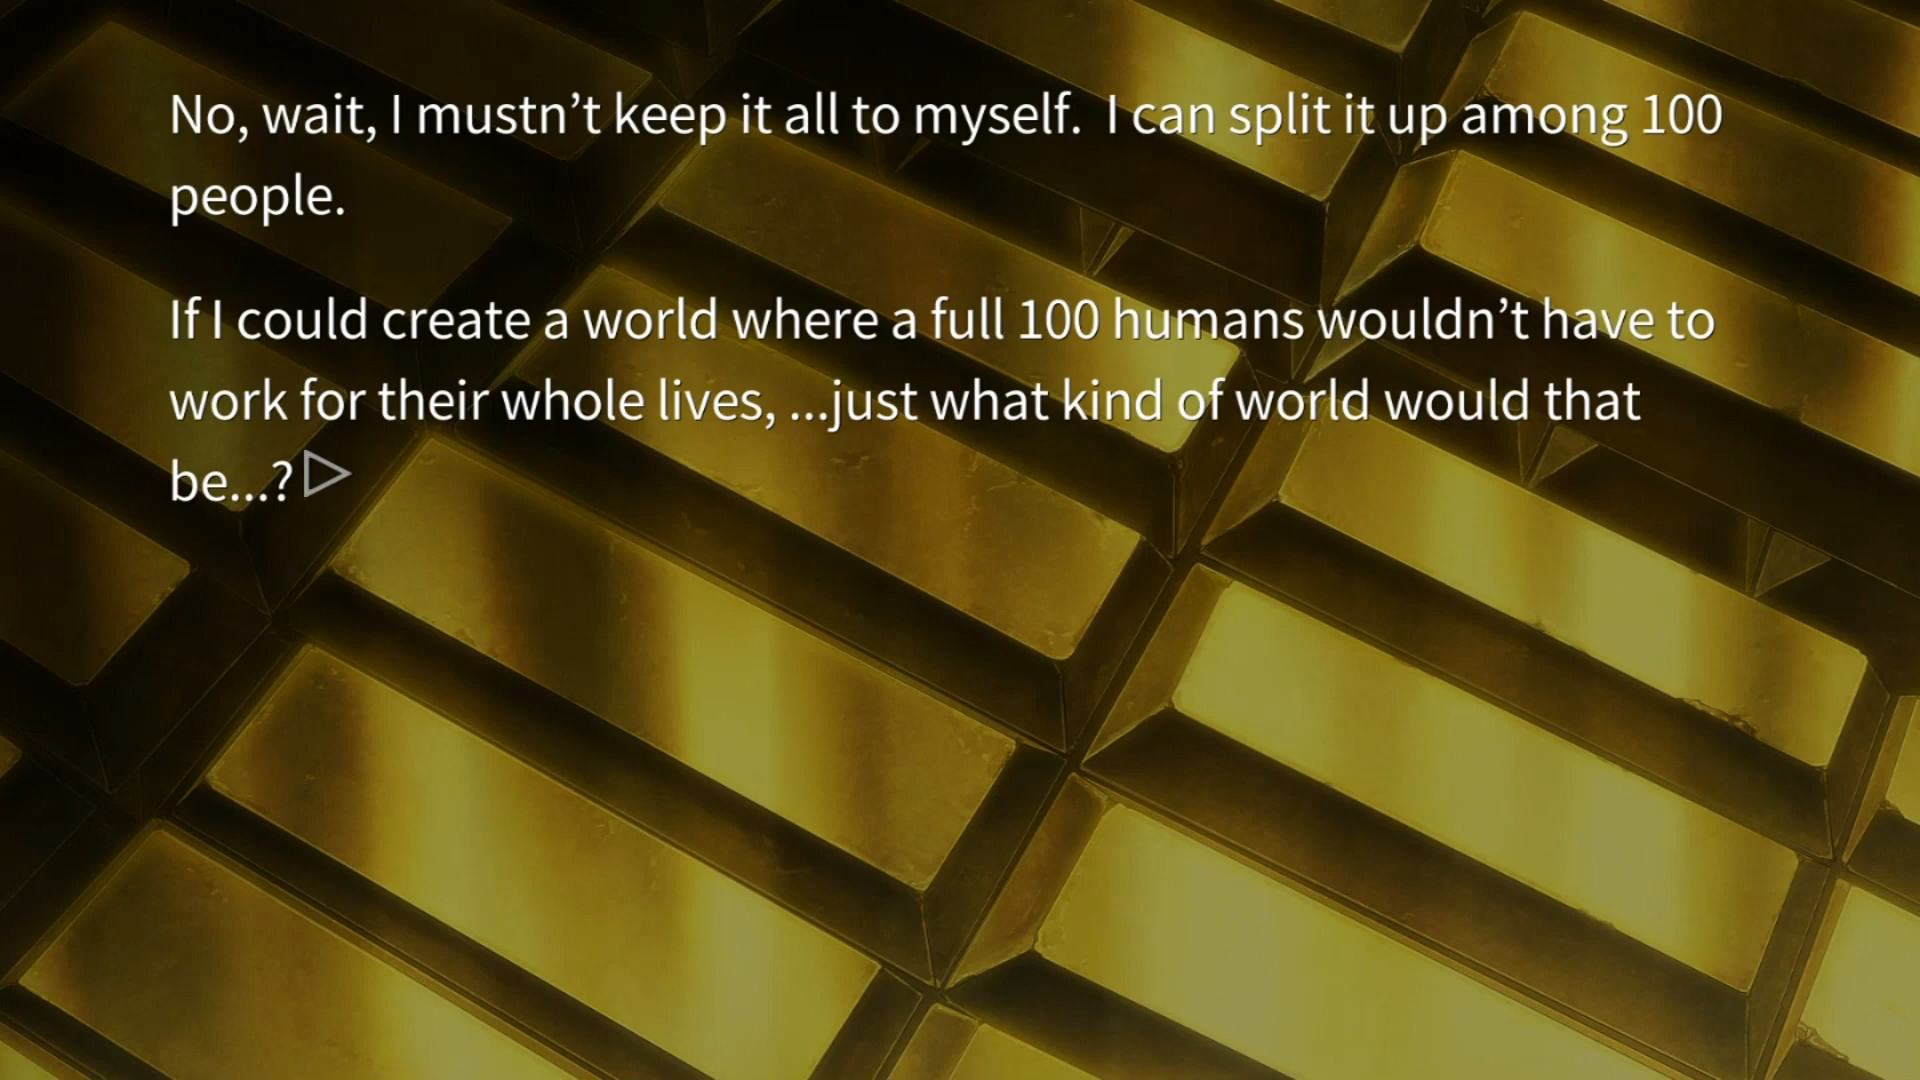 No, wait, I mustn’t keep it all to myself.  I can split it up among 100
people.
If I could create a world where a full 100 humans wouldn’t have to
work for their whole lives, ...just what kind of world would that
be...?